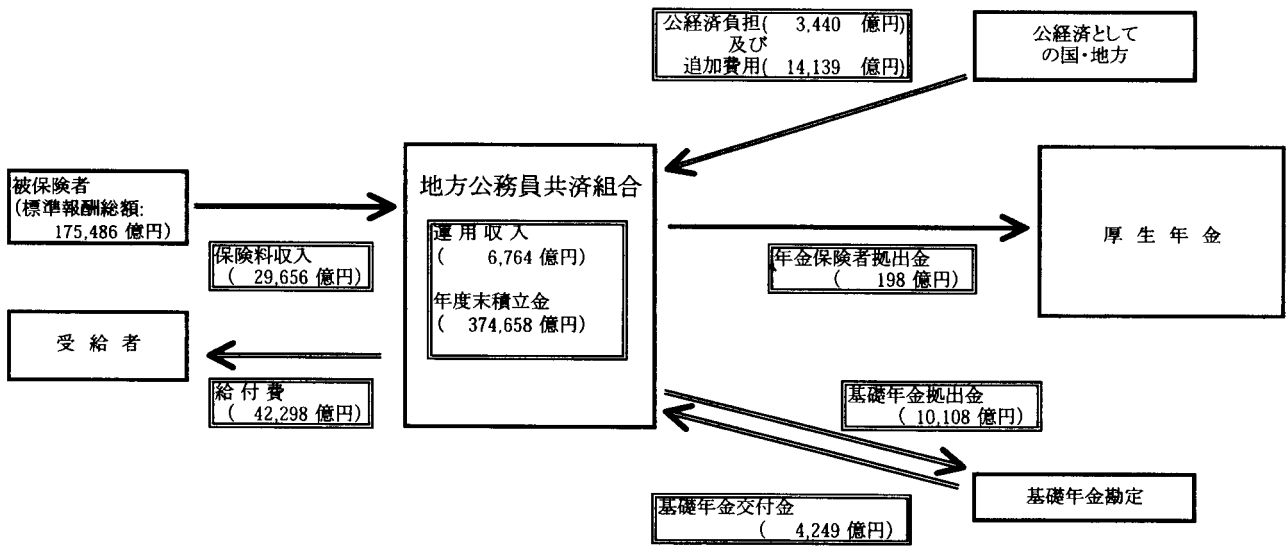 公経済負担( 3,440 億円)
及び
追加費用( 14,139 億円)
公経済として
の国・地方
被保険者
(標準報酬総額:
175,486 億円)
保険料収入
( 29,656 億円)
受 給 者
給 付 費
( 42,298 億円)
地方公務員共済組合
運 用 収 入
( 6,764 億円)
年度末積立金
( 374,658 億円)
厚 生 年 金
年金保険者拠出金
( 198 億円)
基礎年金拠出金
( 10,108 億円)
基礎年金勘定
基礎年金交付金
( 4,249 億円)